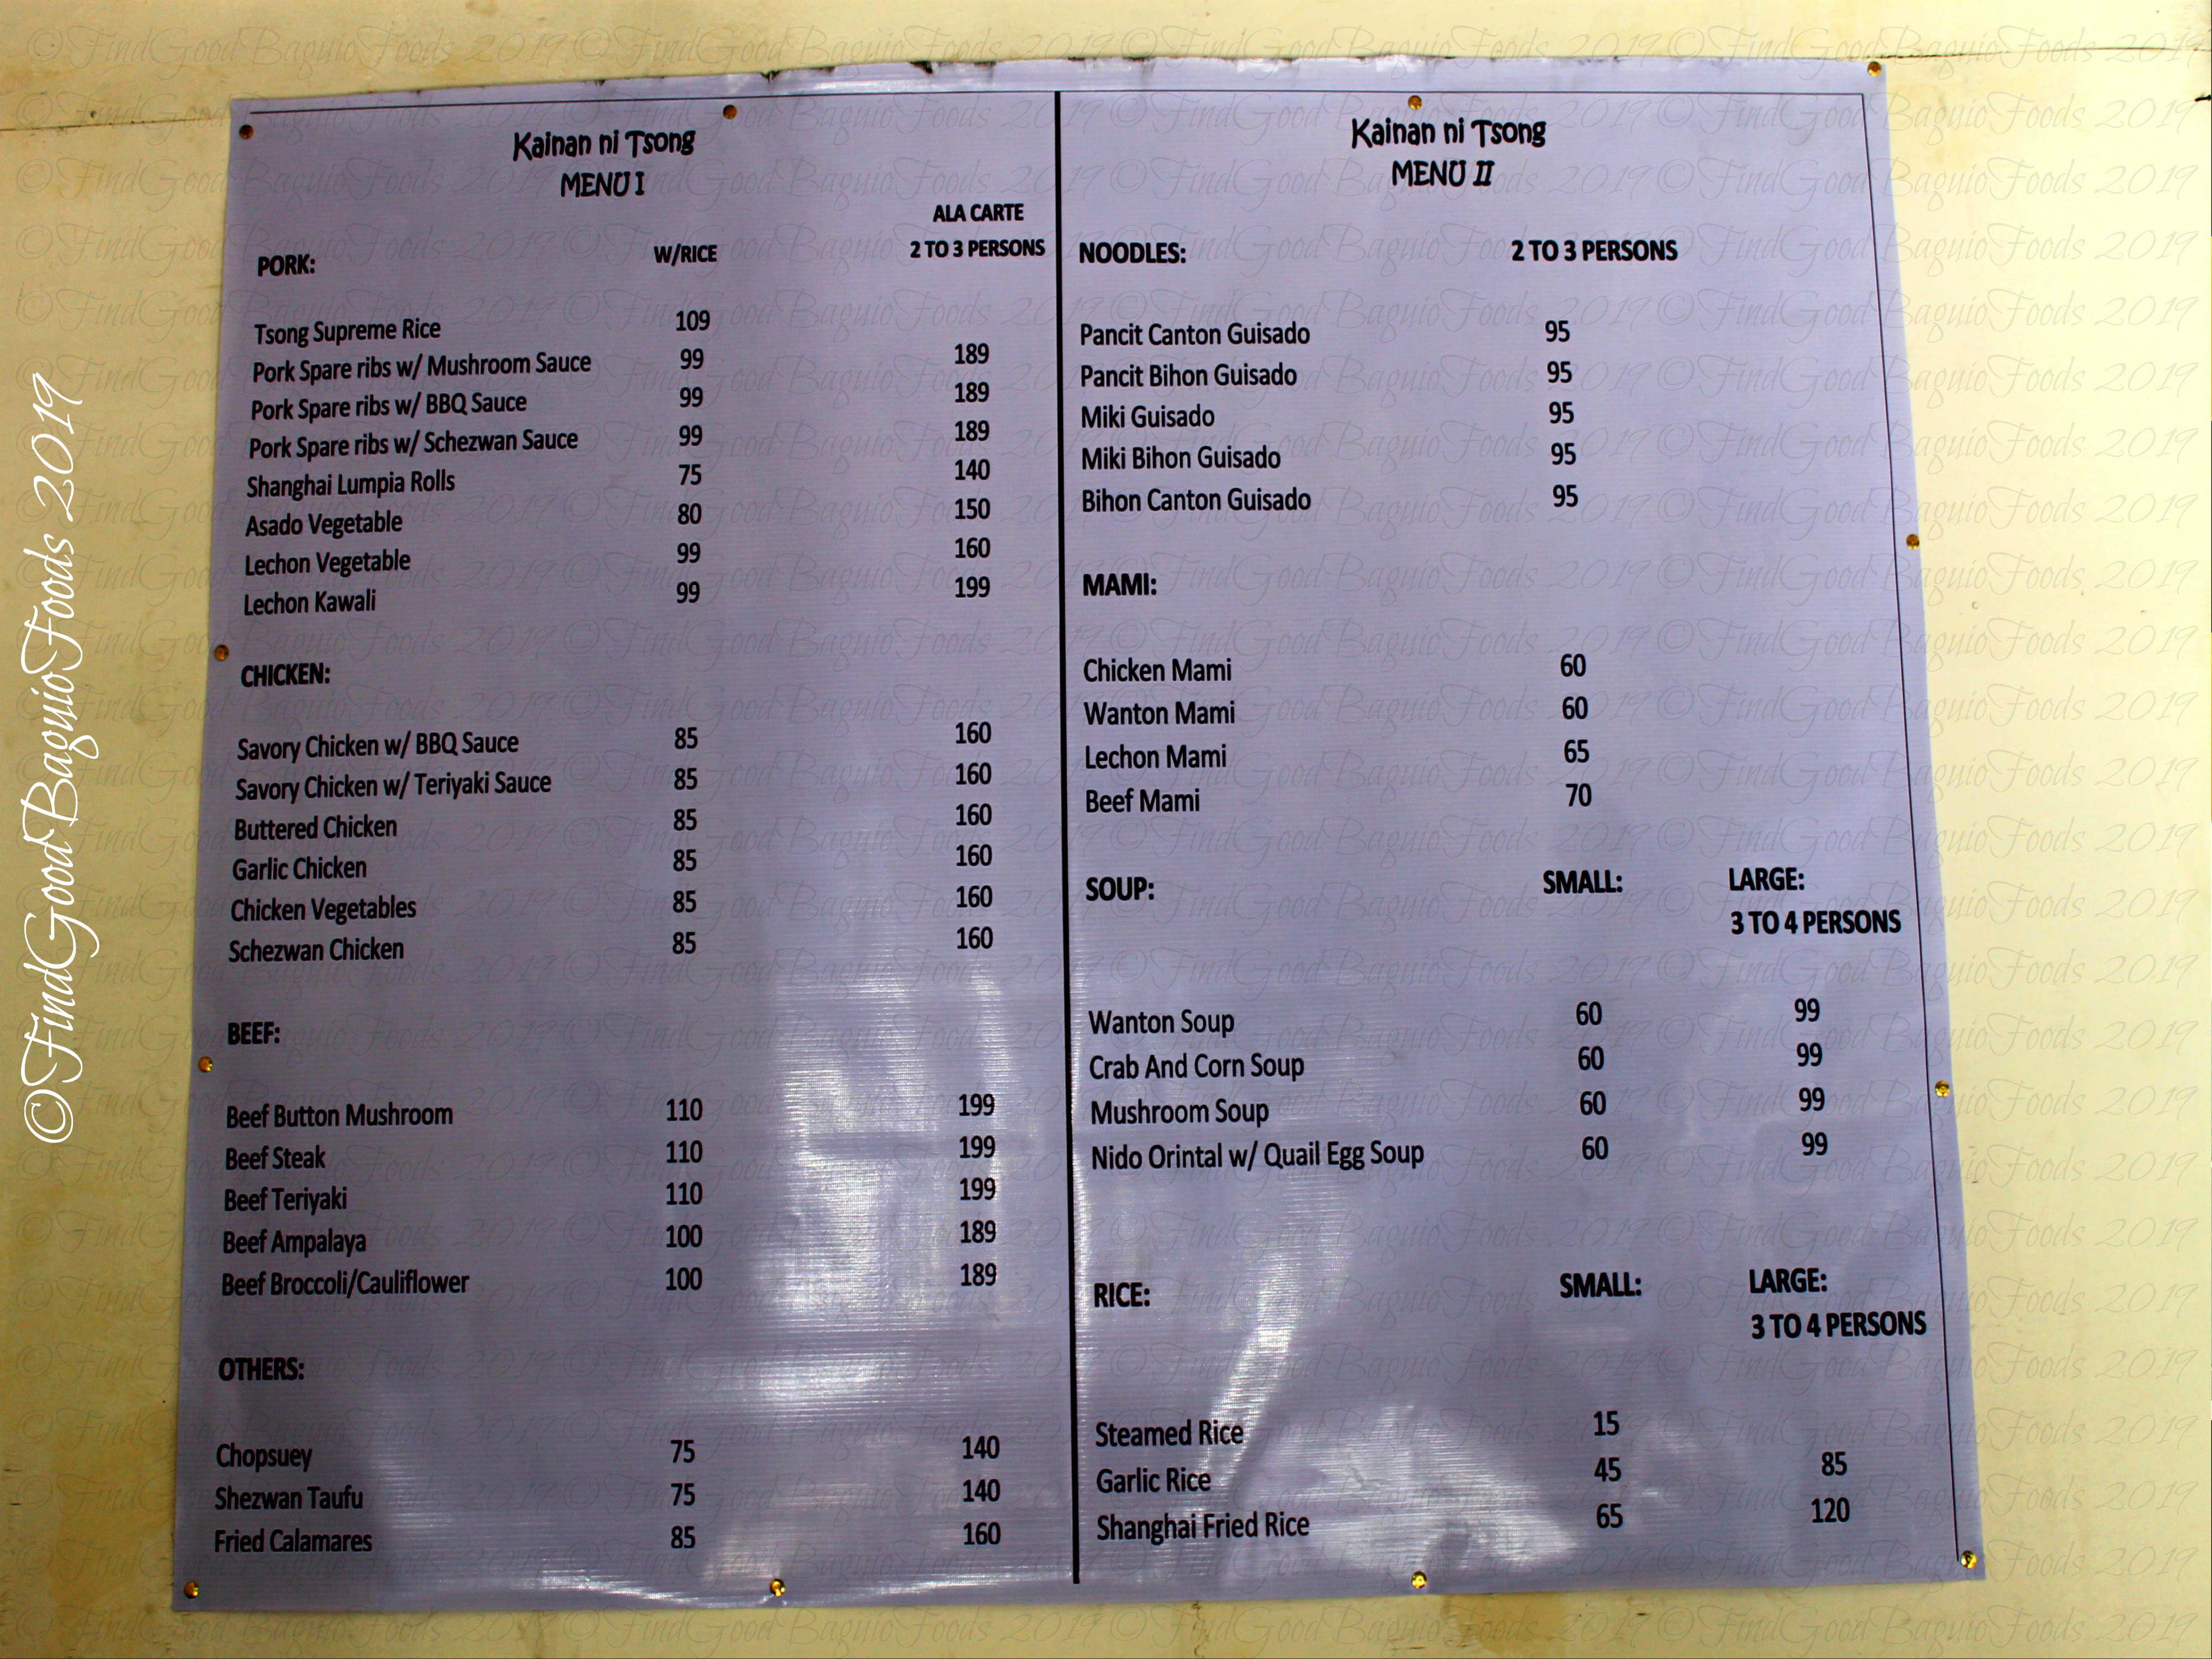 ©FindGoodBaguioFoods 2019
Kainan ni Tsong
MENU I
ALA CARTE
PORK: W/RICE 2 TO 3 PERSONS
Tsong Supreme Rice 109
Pork Spare ribs w/ Mushroom Sauce 99 189
Pork Spare ribs w/ BBQ Sauce 99 189
Pork Spare ribs w/ Schezwan Sauce 99 189
Shanghai Lumpia Rolls 75 140
Asado Vegetable 80 150
Lechon Vegetable 99 160
Lechon Kawali 99 199
CHICKEN:
Savory Chicken w/ BBQ Sauce 85 160
Savory Chicken w/ Teriyaki Sauce 85 160
Buttered Chicken 85 160
Garlic Chicken 85 160
Chicken Vegetables 85 160
Schezwan Chicken 85 160
BEEF:
Beef Button Mushroom 110 199
Beef Steak 110 199
Beef Teriyaki 110 199
Beef Ampalaya 100 189
Beef Broccoli/Cauliflower 100 189
OTHERS:
Chopsuey 75 140
Shezwan Taufu 75 140
Fried Calamares 85 160
Kainan ni Tsong
MENU II
NOODLES: 2 TO 3 PERSONS
Pancit Canton Guisado 95
Pancit Bihon Guisado 95
Miki Guisado 95
Miki Bihon Guisado 95
Bihon Canton Guisado 95
MAMI:
Chicken Mami 60
Wanton Mami 60
Lechon Mami 65
Beef Mami 70
SOUP: SMALL: LARGE:
3 TO 4 PERSONS
Wanton Soup 60 99
Crab And Corn Soup 60 99
Mushroom Soup 60 99
Nido Orintal w/ Quail Egg Soup 60 99
RICE: SMALL: LARGE:
3 TO 4 PERSONS
Steamed Rice 15
Garlic Rice 45 85
Shanghai Fried Rice 65 120